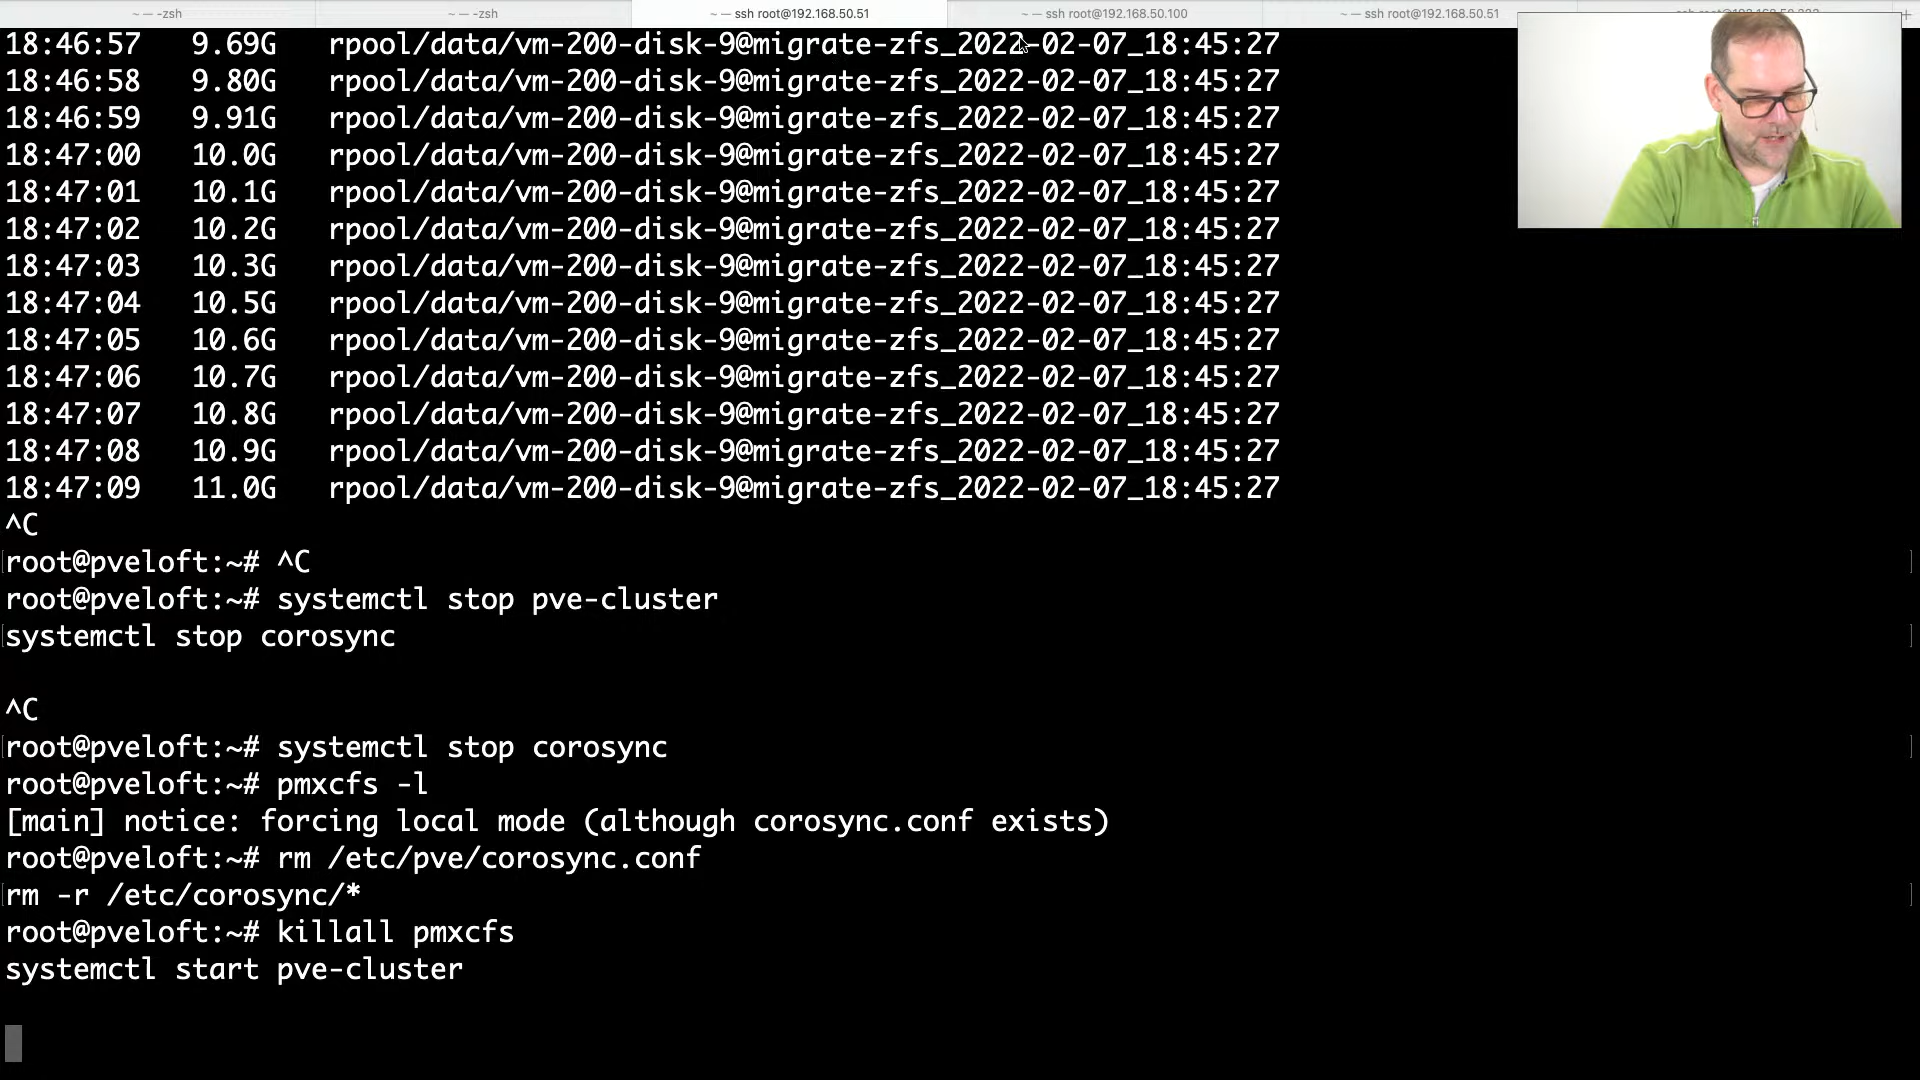 ~ — -zsh
~ — -zsh
~ — ssh root@192.168.50.51
~ — ssh root@192.168.50.100
~ — ssh root@192.168.50.51
18:46:57 9.69G rpool/data/vm-200-disk-9@migrate-zfs_2022-02-07_18:45:27
18:46:58 9.80G rpool/data/vm-200-disk-9@migrate-zfs_2022-02-07_18:45:27
18:46:59 9.91G rpool/data/vm-200-disk-9@migrate-zfs_2022-02-07_18:45:27
18:47:00 10.0G rpool/data/vm-200-disk-9@migrate-zfs_2022-02-07_18:45:27
18:47:01 10.1G rpool/data/vm-200-disk-9@migrate-zfs_2022-02-07_18:45:27
18:47:02 10.2G rpool/data/vm-200-disk-9@migrate-zfs_2022-02-07_18:45:27
18:47:03 10.3G rpool/data/vm-200-disk-9@migrate-zfs_2022-02-07_18:45:27
18:47:04 10.5G rpool/data/vm-200-disk-9@migrate-zfs_2022-02-07_18:45:27
18:47:05 10.6G rpool/data/vm-200-disk-9@migrate-zfs_2022-02-07_18:45:27
18:47:06 10.7G rpool/data/vm-200-disk-9@migrate-zfs_2022-02-07_18:45:27
18:47:07 10.8G rpool/data/vm-200-disk-9@migrate-zfs_2022-02-07_18:45:27
18:47:08 10.9G rpool/data/vm-200-disk-9@migrate-zfs_2022-02-07_18:45:27
18:47:09 11.0G rpool/data/vm-200-disk-9@migrate-zfs_2022-02-07_18:45:27
^C
root@pveloft:~# ^C
root@pveloft:~# systemctl stop pve-cluster
systemctl stop corosync
^C
root@pveloft:~# systemctl stop corosync
root@pveloft:~# pmxcfs -l
[main] notice: forcing local mode (although corosync.conf exists)
root@pveloft:~# rm /etc/pve/corosync.conf
rm -r /etc/corosync/*
root@pveloft:~# killall pmxcfs
systemctl start pve-cluster